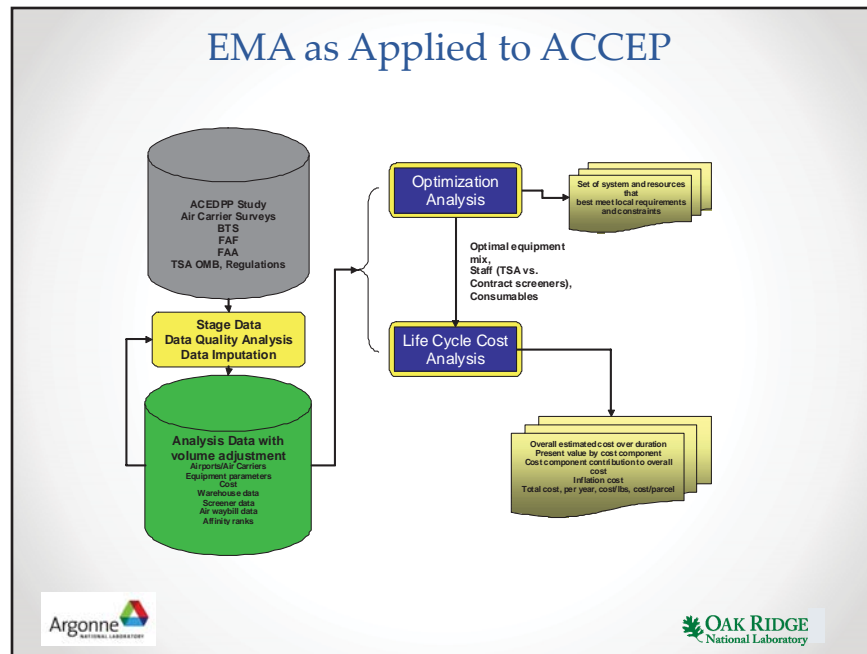 EMA as Applied to ACCEP
ACEDPP Study
Air Carrier Surveys
BTS
FAF
FAA
TSA OMB, Regulations
Stage Data
Data Quality Analysis
Data Imputation
Analysis Data with
volume adjustment
Airports/Air Carriers
Equipment parameters
Cost
Warehouse data
Screener data
Air waybill data
Affinity ranks
Optimization
Analysis
Set of system and resources
that
best meet local requirements
and constraints
Optimal equipment
mix,
Staff (TSA vs.
Contract screeners),
Consumables
Life Cycle Cost
Analysis
Overall estimated cost over duration
Present value by cost component
Cost component contribution to overall
cost
Inflation cost
Total cost, per year, cost/lbs, cost/parcel
Argonne
NATIONAL LABORATORY
OAK RIDGE
National Laboratory